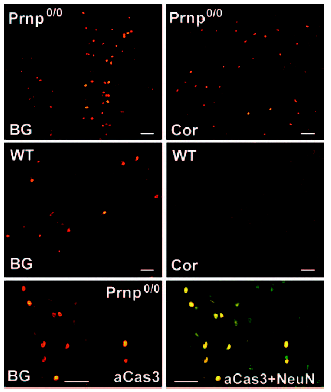 Prnp0/0 Prnp0/0
BG Cor
WT WT
BG Cor
Prnp0/0
BG aCas3 aCas3+NeuN